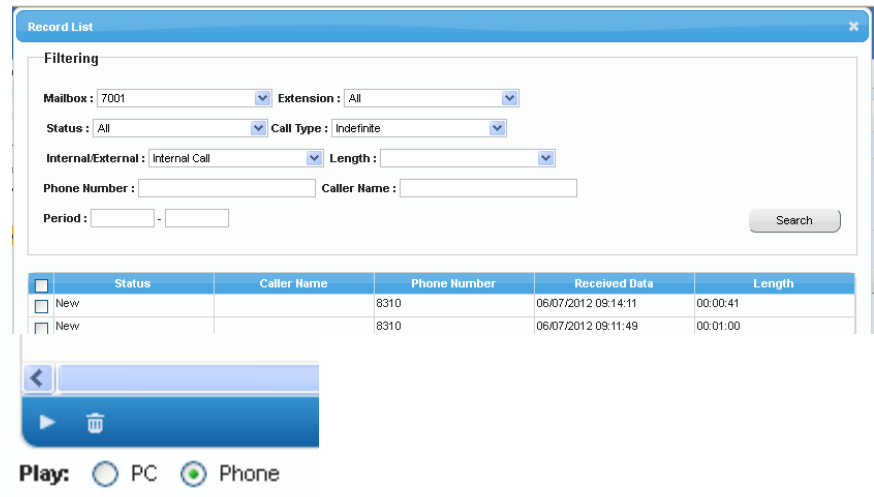 Record List
Filtering
Mailbox : 7001 Extension : All
Status : All Call Type : Indefinite
Internal/External : Internal Call Length :
Phone Number : Caller Name :
Period : -
Search
Status Caller Name Phone Number Received Data Length
New 8310 06/07/2012 09:14:11 00:00:41
New 8310 06/07/2012 09:11:49 00:01:00
Play: PC Phone